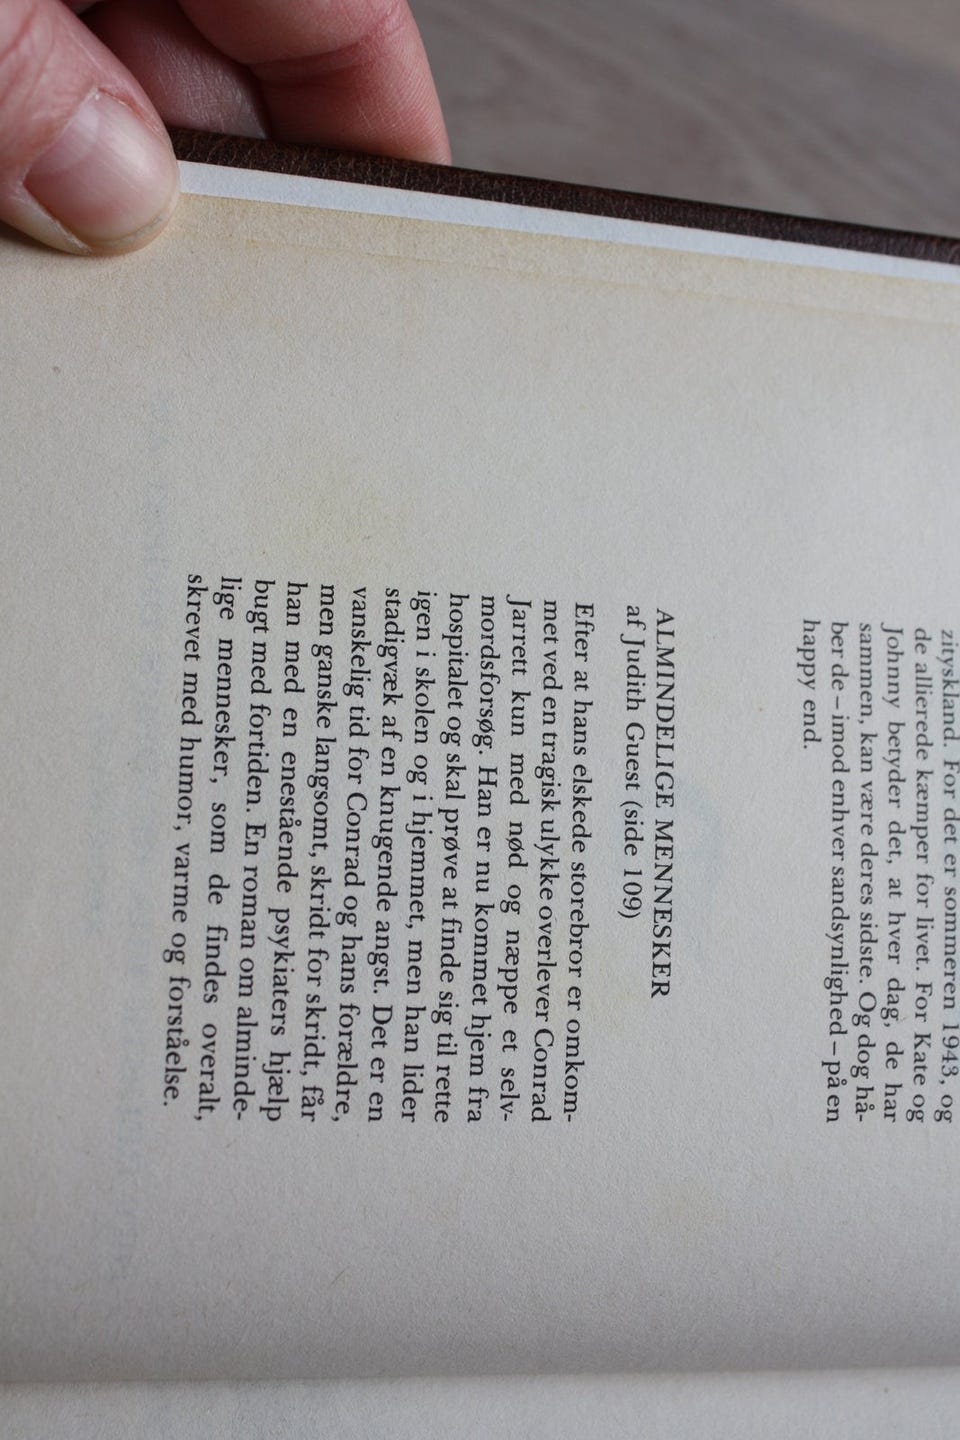 zityskland. For det er sommeren 1943, og
de allierede kæmper for livet. For Kate og
Johnny betyder det, at hver dag, de har
sammen, kan være deres sidste. Og dog hå-
ber de – imod enhver sandsynlighed – på en
happy end.
ALMINDELIGE MENNESKER
af Judith Guest (side 109)
Efter at hans elskede storebror er omkom-
met ved en tragisk ulykke overlever Conrad
Jarrett kun med nød og næppe et selv-
mordsforsøg. Han er nu kommet hjem fra
hospitalet og skal prøve at finde sig til rette
igen i skolen og i hjemmet, men han lider
stadigvæk af en knugende angst. Det er en
vanskelig tid for Conrad og hans forældre,
men ganske langsomt, skridt for skridt, får
han med en enestående psykiaters hjælp
bugt med fortiden. En roman om alminde-
lige mennesker, som de findes overalt,
skrevet med humor, varme og forståelse.